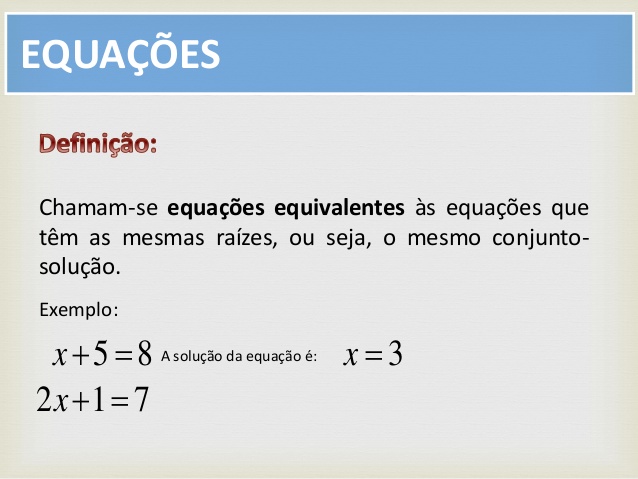 EQUAÇÕES
Definição:
Chamam-se equações equivalentes às equações que
têm as mesmas raízes, ou seja, o mesmo conjunto-
solução.
Exemplo:
x+5=8 A solução da equação é: x=3
2x+1=7